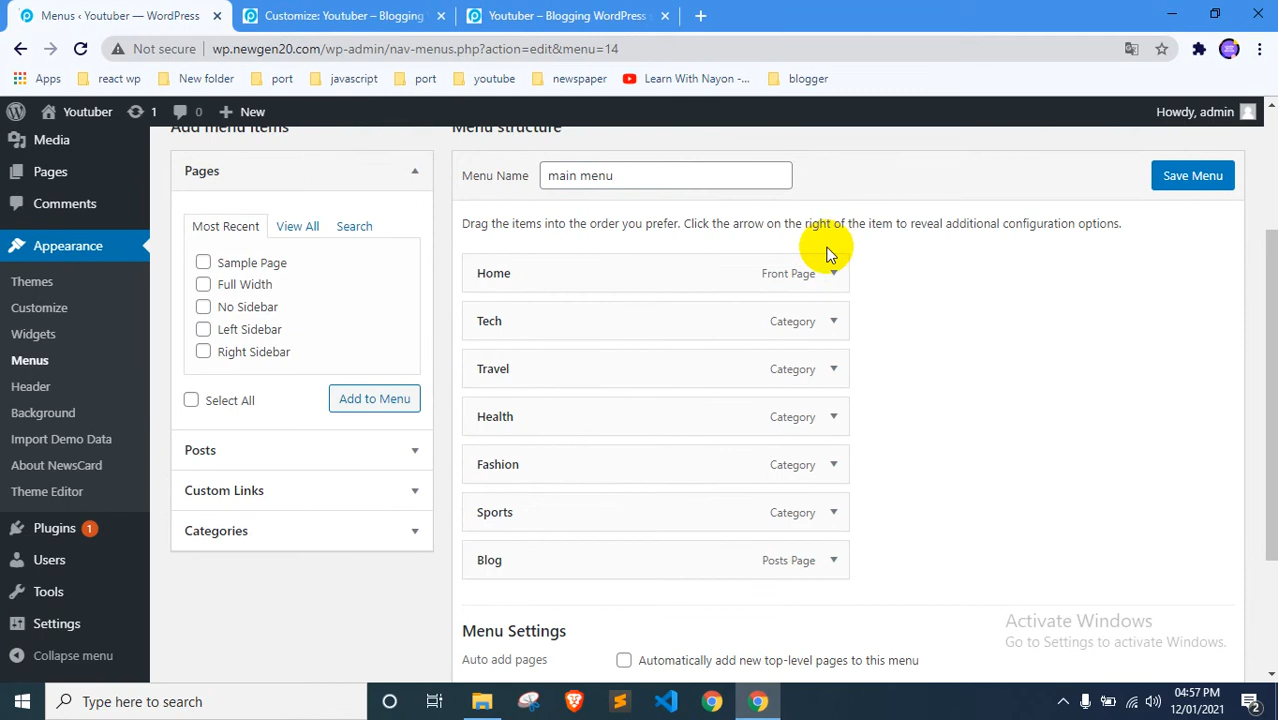 Menus ‹ Youtuber — WordPress
Customize: Youtuber – Blogging
Youtuber – Blogging WordPress s
Not secure
wp.newgen20.com/wp-admin/nav-menus.php?action=edit&menu=14
Apps
react wp
New folder
port
javascript
port
youtube
newspaper
Learn With Nayon -...
blogger
Youtuber
1
0
New
Howdy, admin
Media
Pages
Comments
Appearance
Themes
Customize
Widgets
Menus
Header
Background
Import Demo Data
About NewsCard
Theme Editor
Plugins 1
Users
Tools
Settings
Collapse menu
Add menu items
Pages
Most Recent
View All
Search
Sample Page
Full Width
No Sidebar
Left Sidebar
Right Sidebar
Select All
Add to Menu
Posts
Custom Links
Categories
Menu structure
Menu Name
main menu
Save Menu
Drag the items into the order you prefer. Click the arrow on the right of the item to reveal additional configuration options.
Home Front Page
Tech Category
Travel Category
Health Category
Fashion Category
Sports Category
Blog Posts Page
Menu Settings
Auto add pages
Automatically add new top-level pages to this menu
Activate Windows
Go to Settings to activate Windows.
Type here to search
04:57 PM
12/01/2021
2